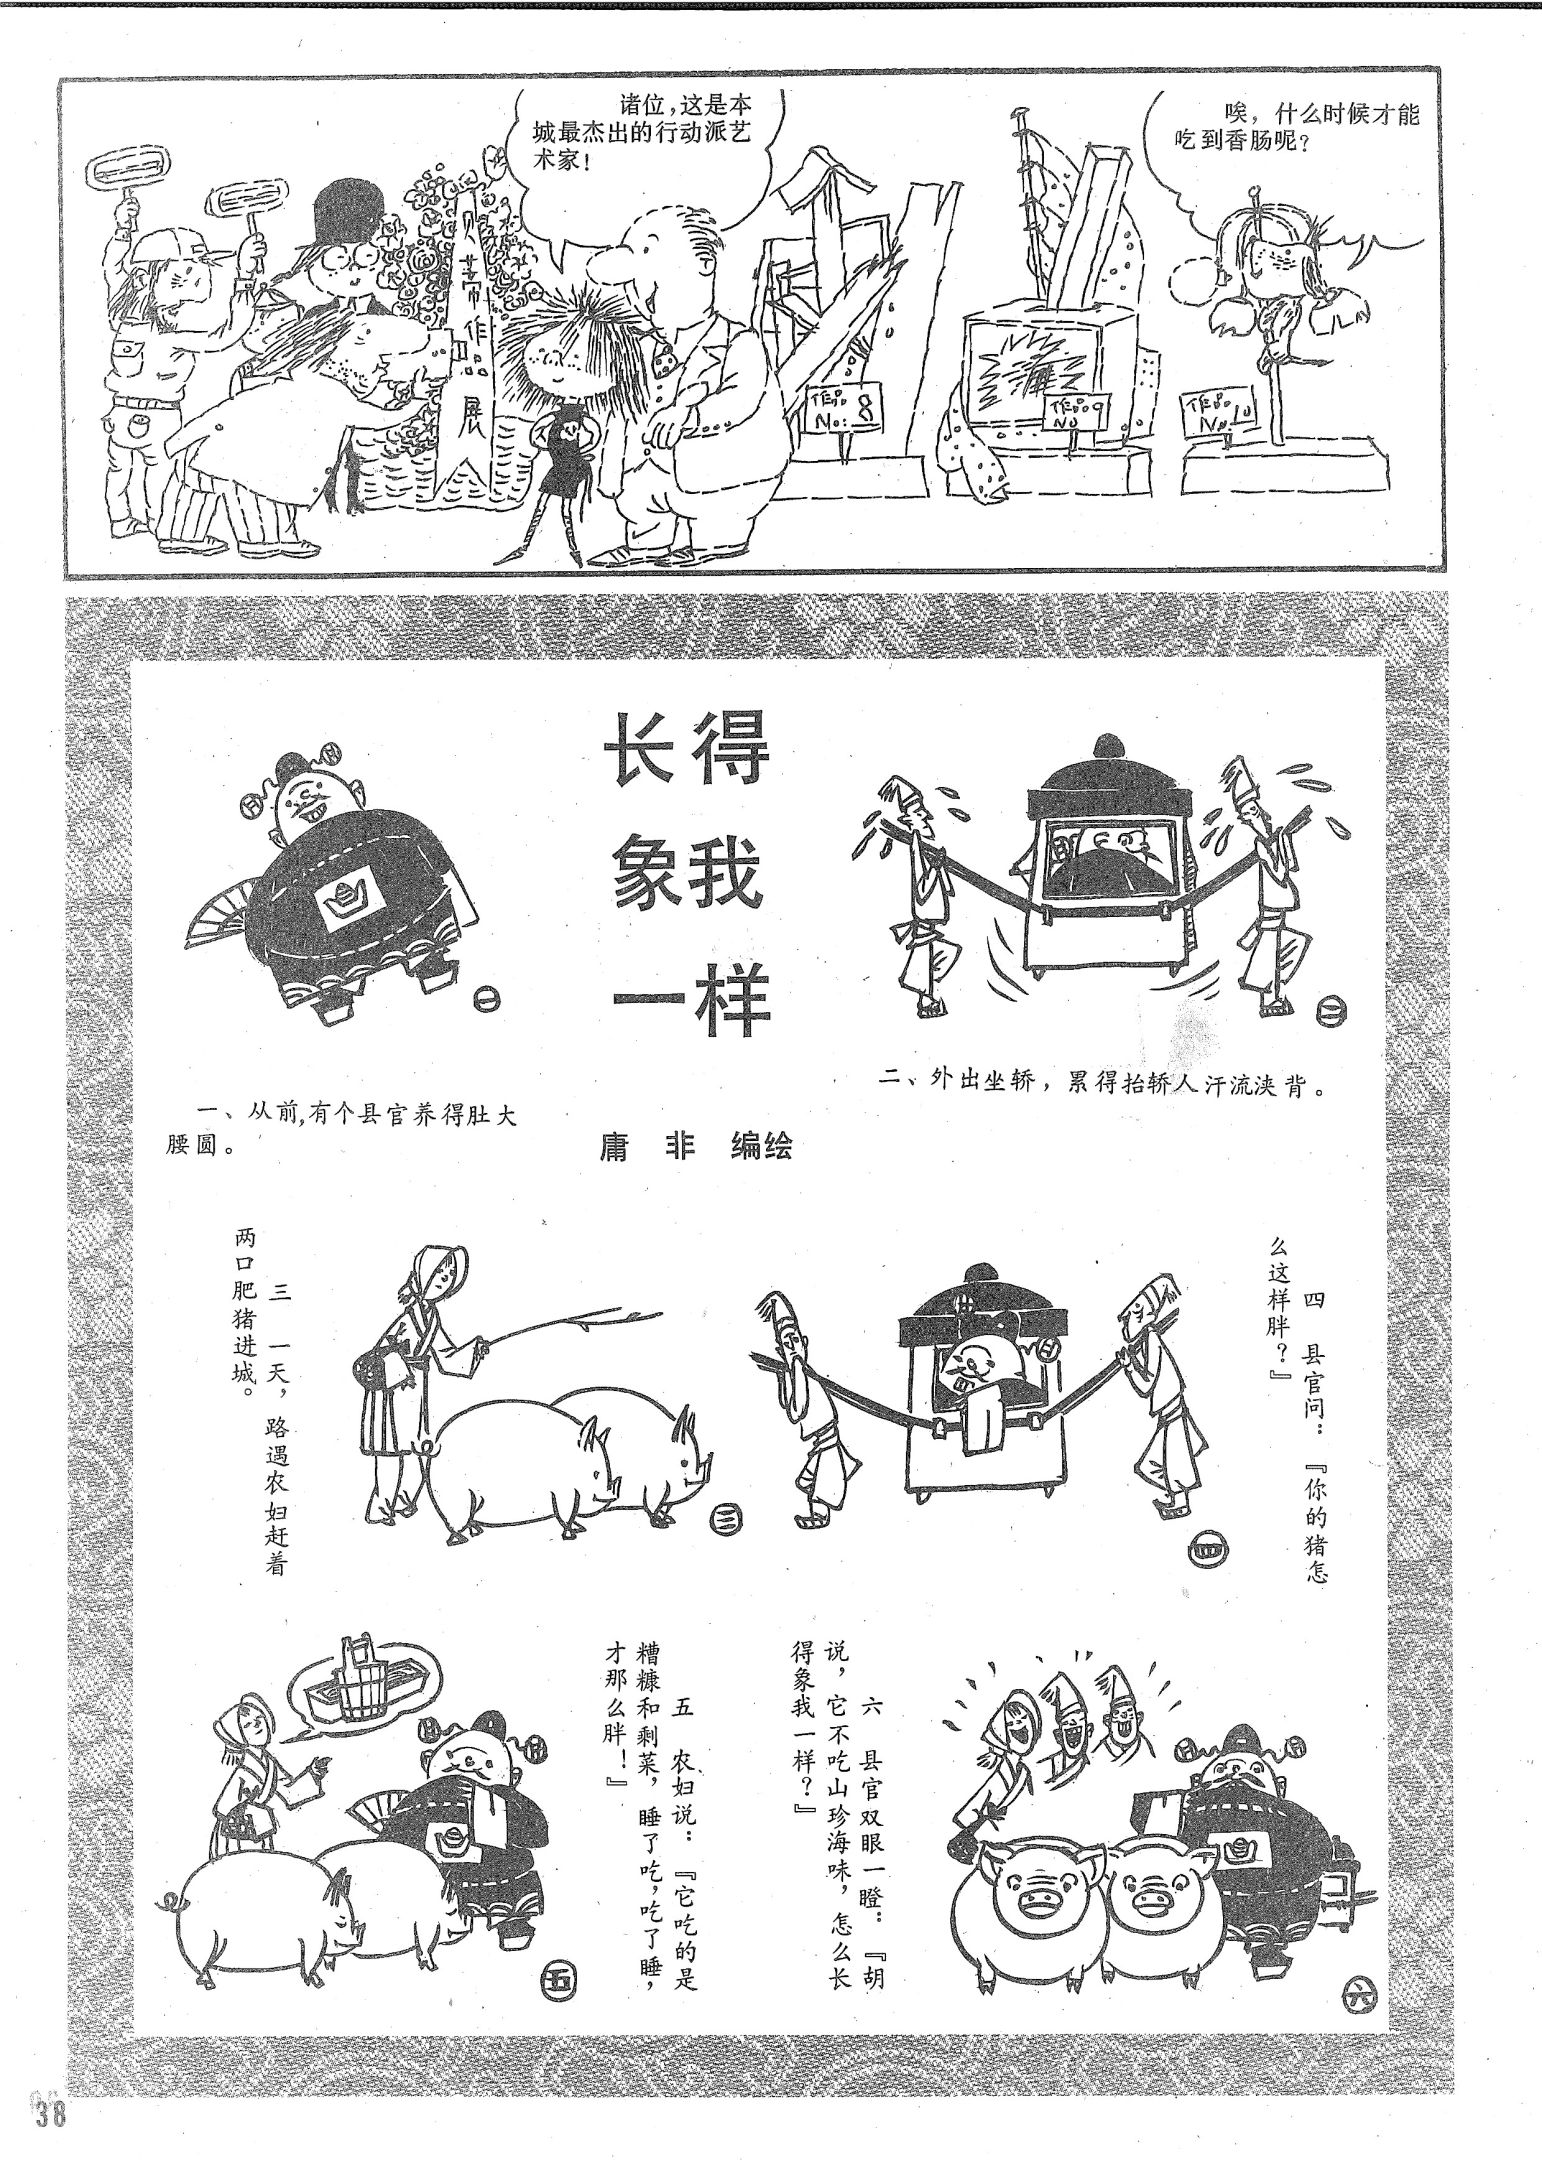 诸位，这是本
城最杰出的行动派艺
术家！
唉，什么时候才能
吃到香肠呢？
作品
展
作品
No: 8
作品9
No
作品
No.10
长得
象我
一样
一、从前，有个县官养得肚大
腰圆。
二、外出坐轿，累得抬轿人汗流浃背。
庸 非 编绘
三 一天，路遇农妇赶着
两口肥猪进城。
四 县官问：『你的猪怎
么这样胖？』
五 农妇说：『它吃的是
糟糠和剩菜，睡了吃，吃了睡，
才那么胖！』
六 县官双眼一瞪：『胡
说，它不吃山珍海味，怎么长
得象我一样？』
一
二
三
四
五
六
38